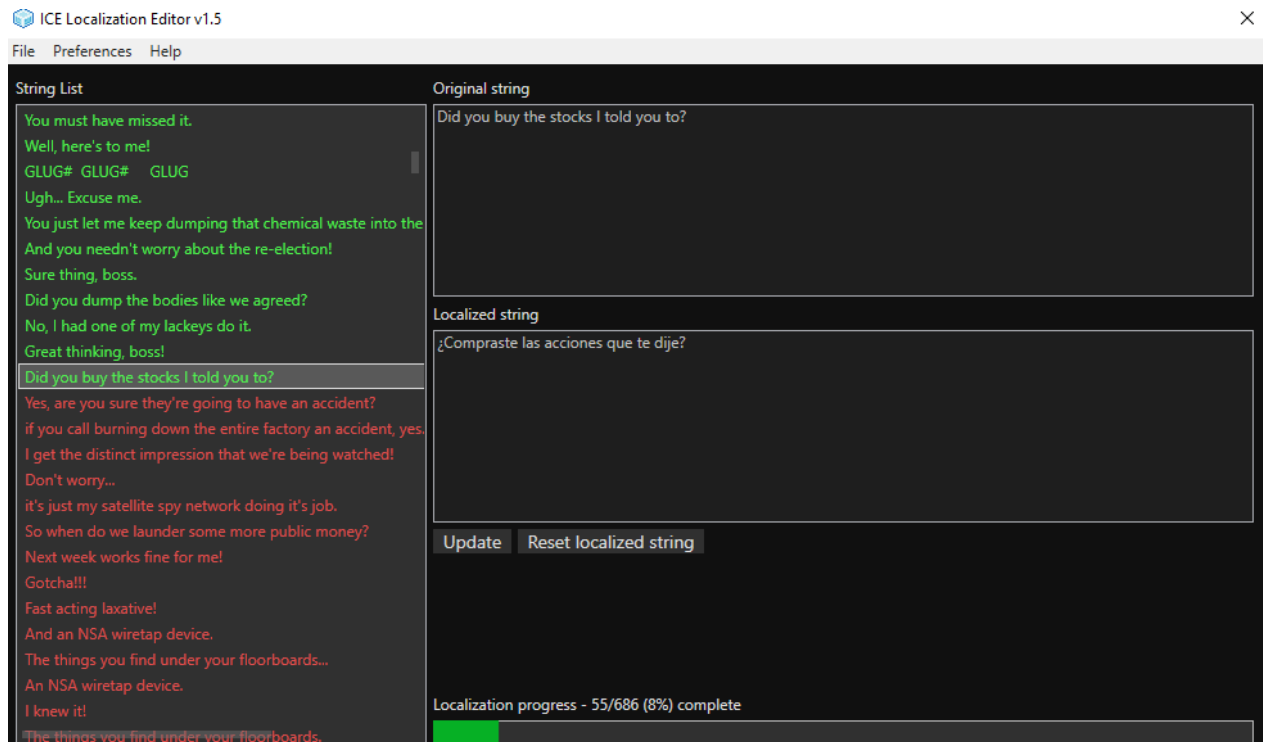 ICE Localization Editor v1.5
File Preferences Help
String List
You must have missed it.
Well, here's to me!
GLUG# GLUG# GLUG
Ugh... Excuse me.
You just let me keep dumping that chemical waste into the
And you needn't worry about the re-election!
Sure thing, boss.
Did you dump the bodies like we agreed?
No, I had one of my lackeys do it.
Great thinking, boss!
Did you buy the stocks I told you to?
Yes, are you sure they're going to have an accident?
if you call burning down the entire factory an accident, yes.
I get the distinct impression that we're being watched!
Don't worry...
it's just my satellite spy network doing it's job.
So when do we launder some more public money?
Next week works fine for me!
Gotcha!!!
Fast acting laxative!
And an NSA wiretap device.
The things you find under your floorboards...
An NSA wiretap device.
I knew it!
The things you find under your floorboards.
Original string
Did you buy the stocks I told you to?
Localized string
¿Compraste las acciones que te dije?
Update Reset localized string
Localization progress - 55/686 (8%) complete